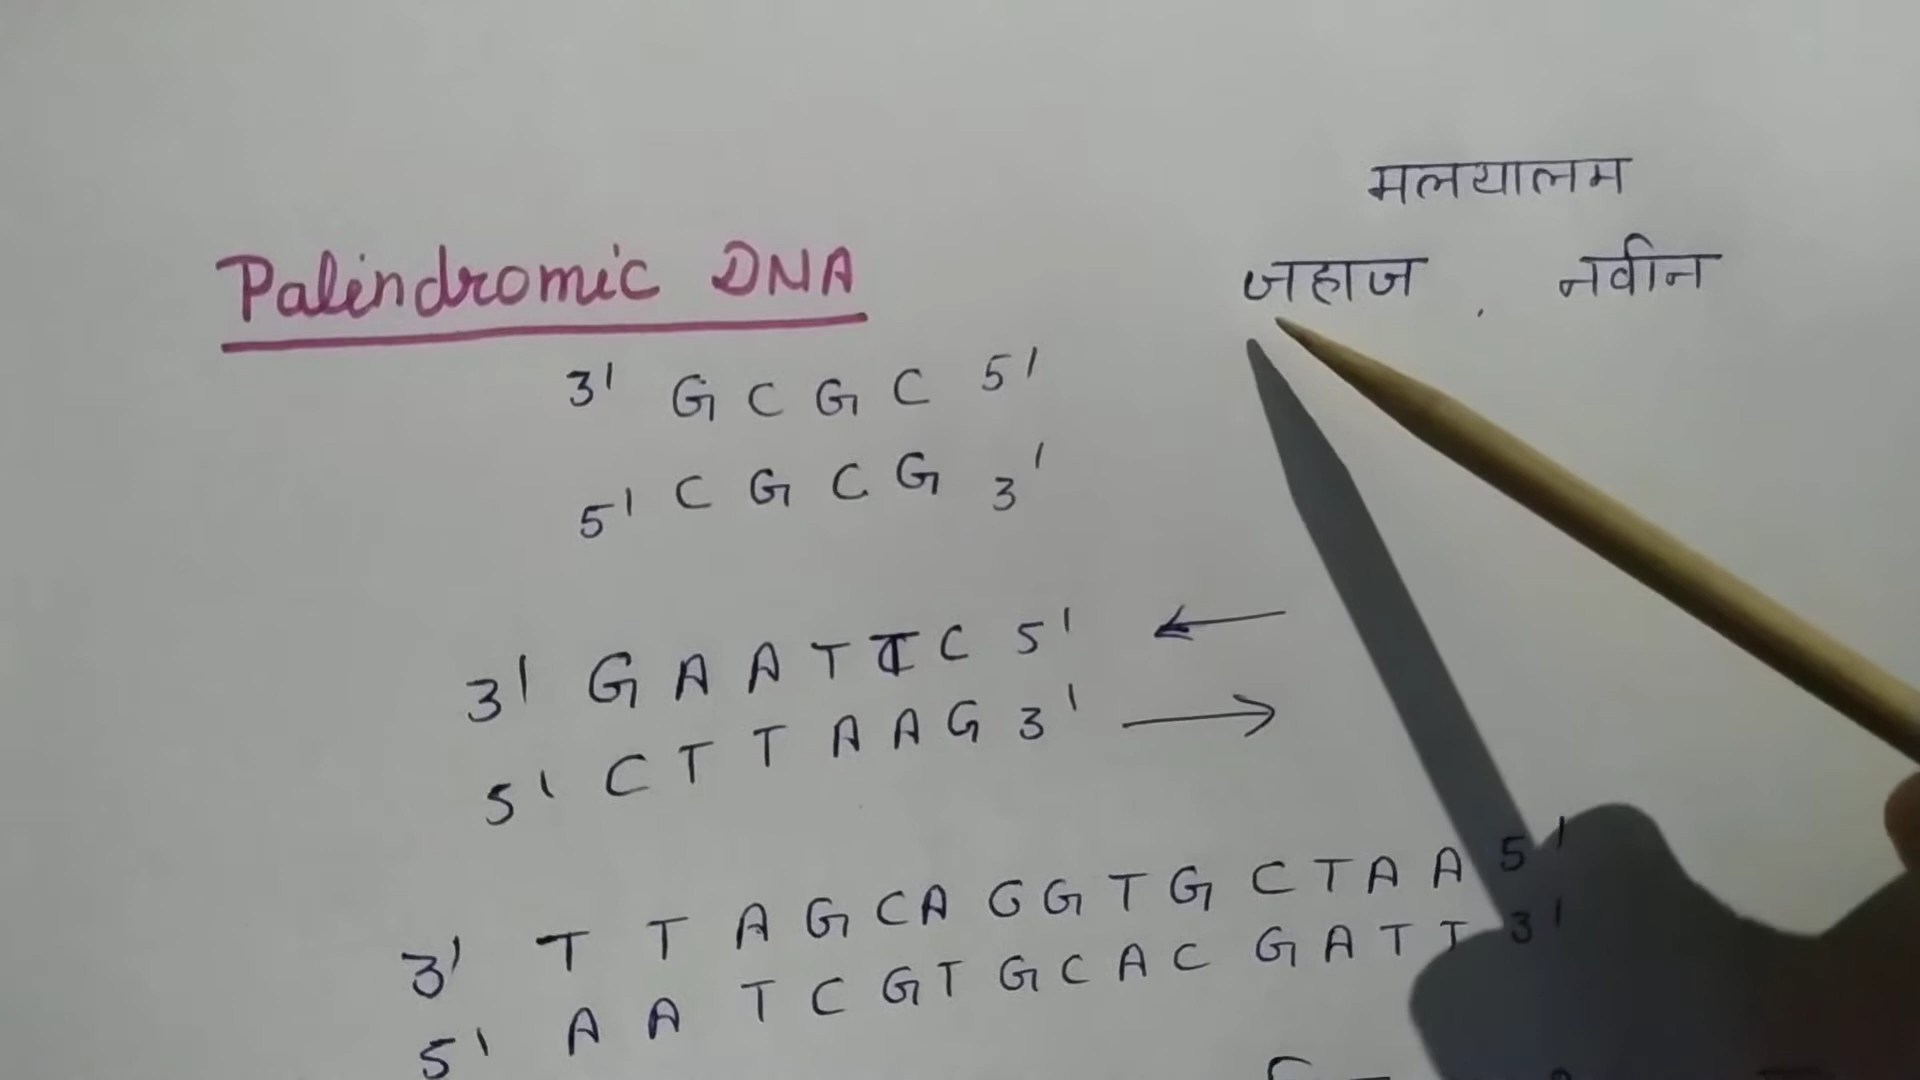 मलयालम
जहाज , नवीन
Palindromic DNA
3' G C G C 5'
5' C G C G 3'
3' G A A T T C 5' ←
5' C T T A A G 3' →
3' T T A G C A G G T G C T A A 5'
5' A A T C G T G C A C G A T T 3'